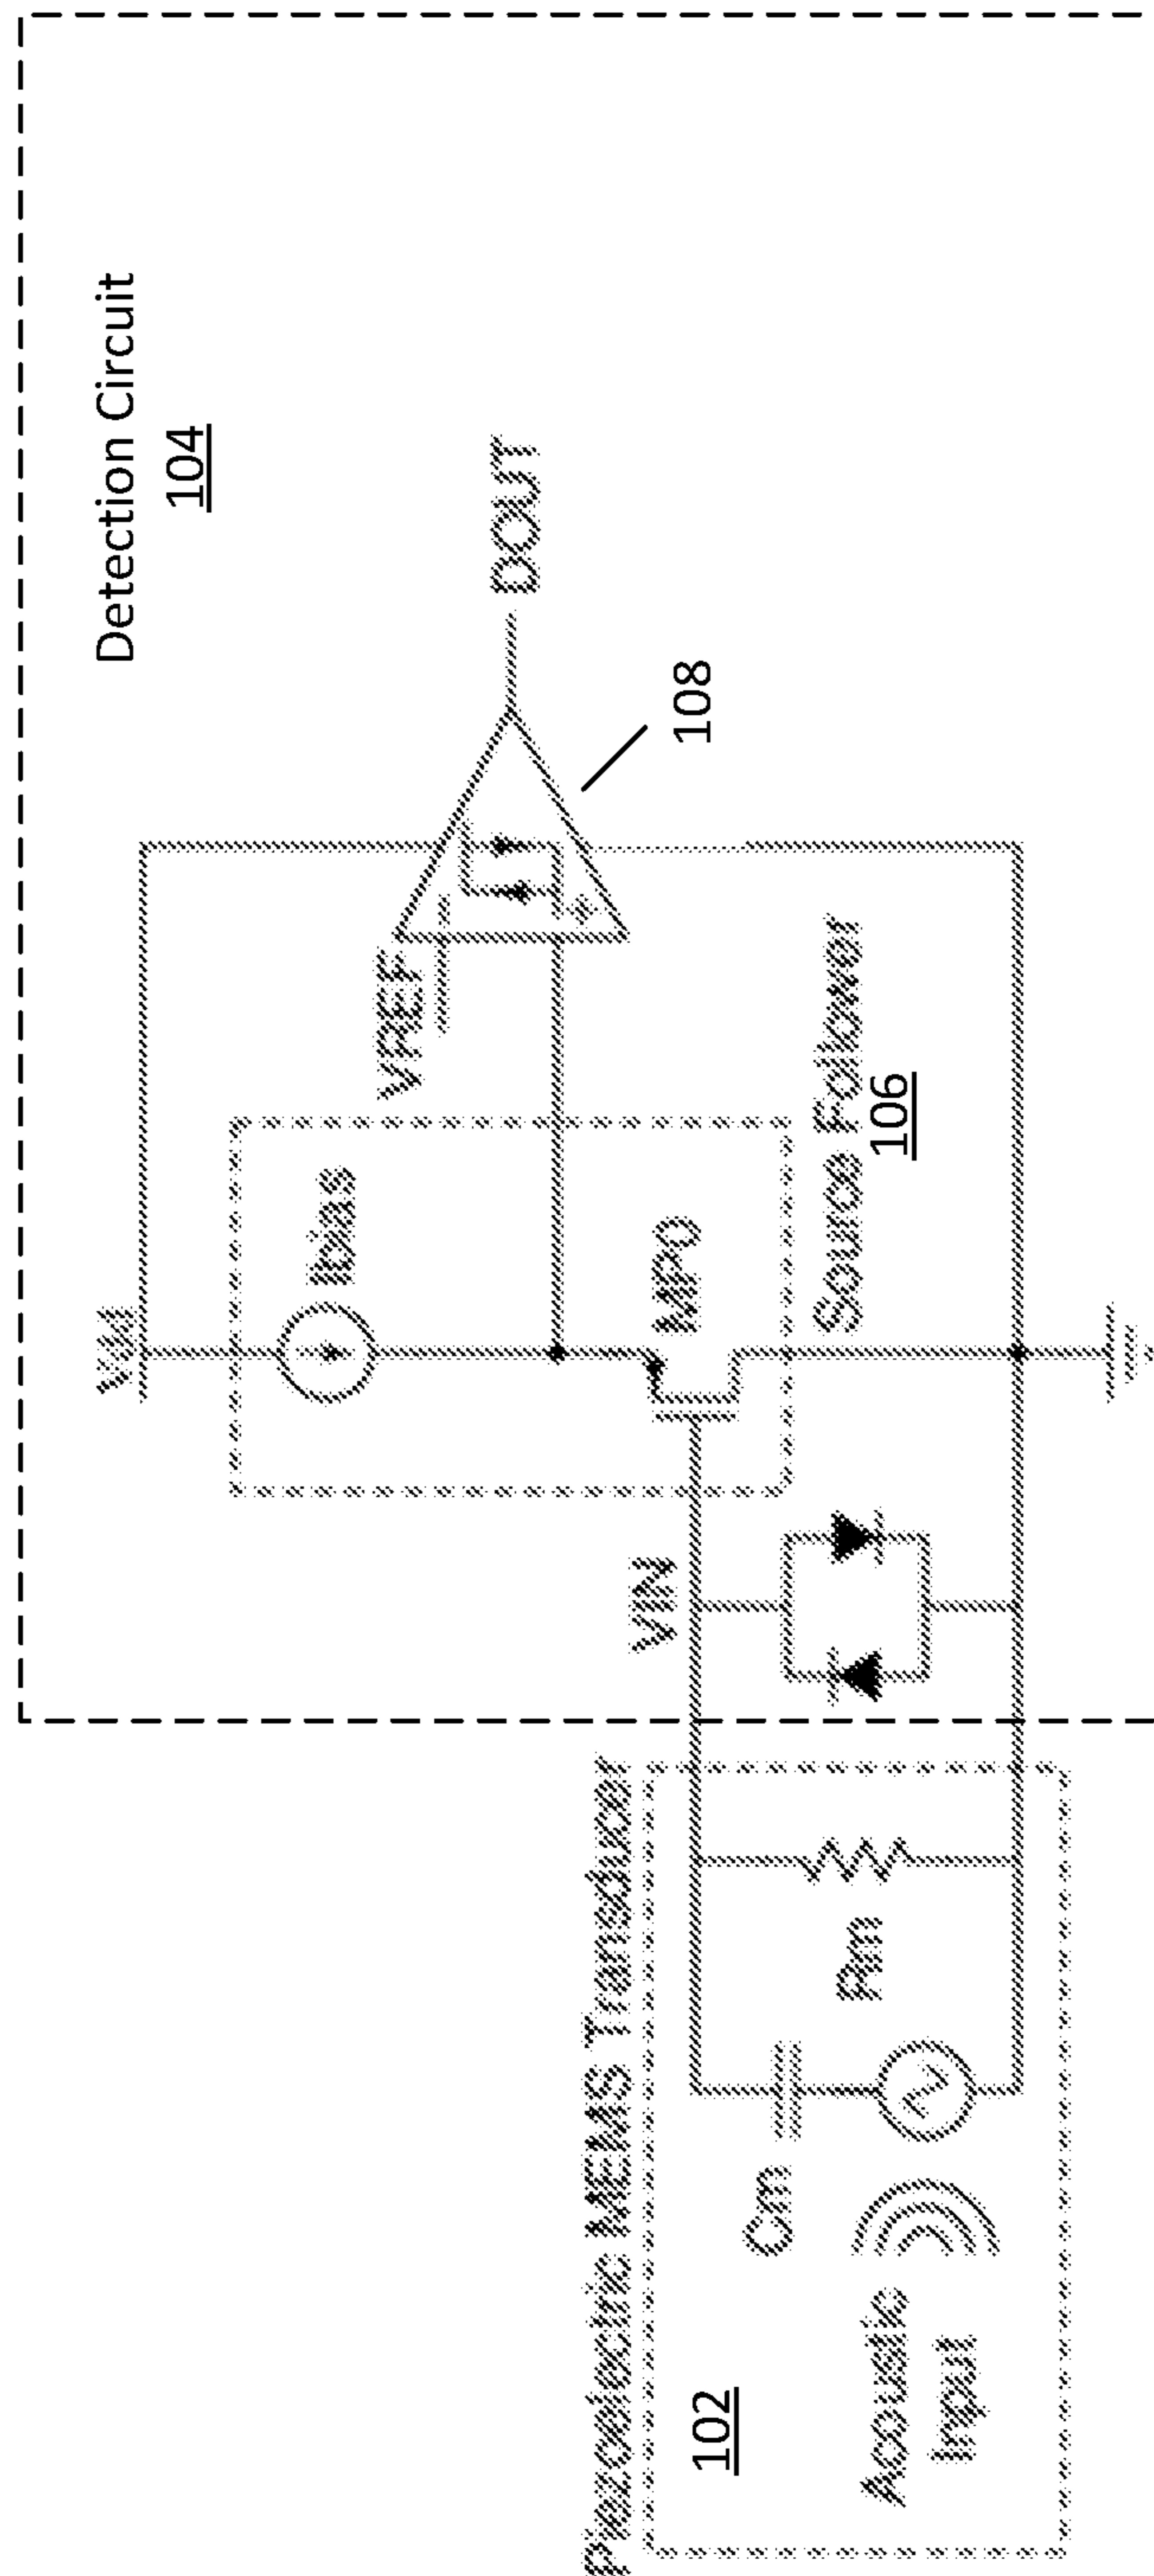 Detection Circuit
104
Vdd
Ibias
VREF
DOUT
108
MP0
VIN
Source Follower
106
Piezoelectric MEMS Transducer
102
Cm
Rm
Acoustic
Input